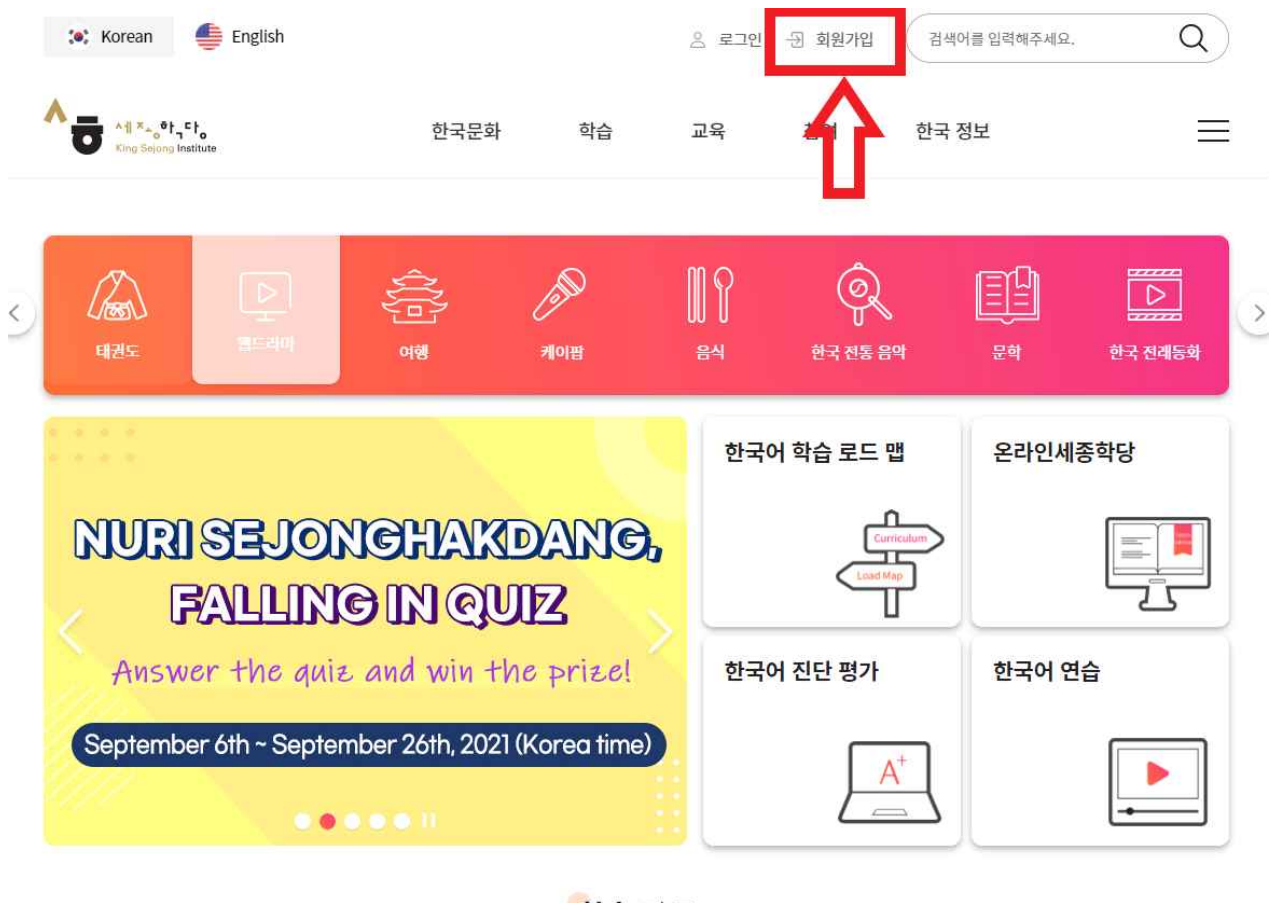 Korean
English
로그인
회원가입
검색어를 입력해주세요.
세종학당
King Sejong Institute
한국문화
학습
교육
한국 정보
태권도
웹드라마
여행
케이팝
음식
한국 전통 음악
문학
한국 전래동화
NURI SEJONGHAKDANG,
FALLING IN QUIZ
Answer the quiz and win the prize!
September 6th ~ September 26th, 2021 (Korea time)
한국어 학습 로드 맵
Curriculum
Load Map
온라인세종학당
한국어 진단 평가
A+
한국어 연습